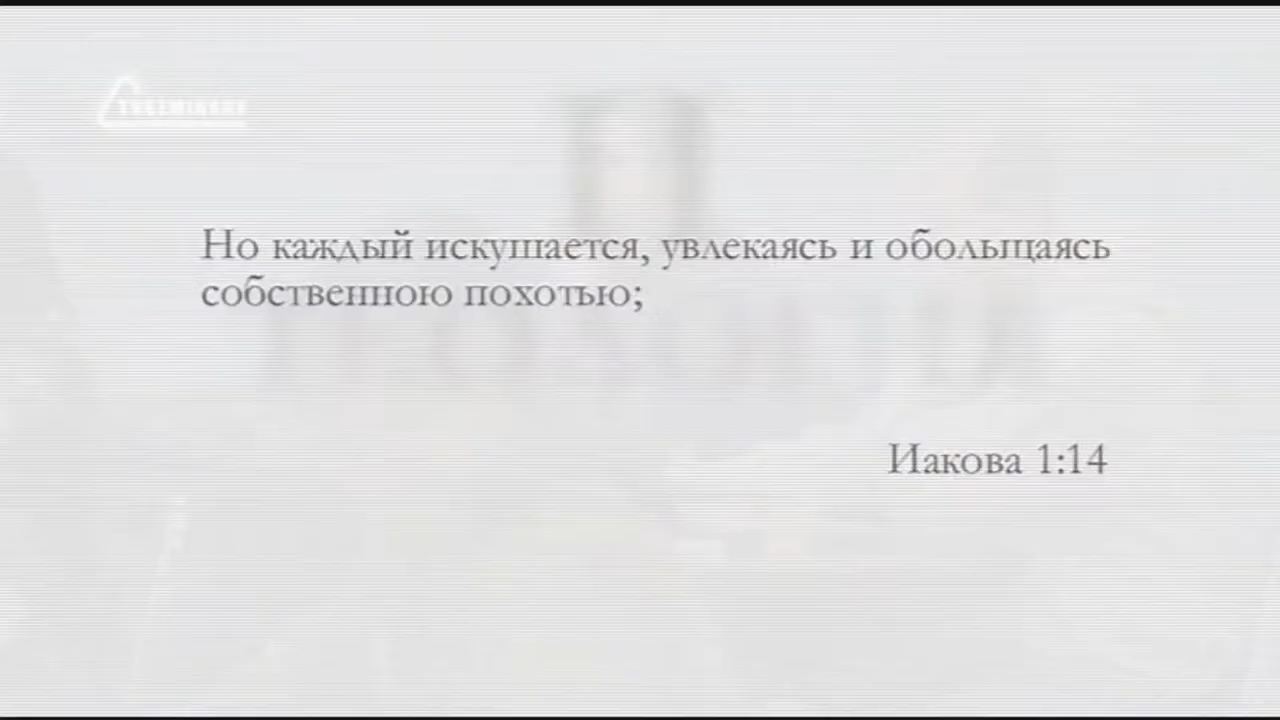 Но каждый искушается, увлекаясь и обольщаясь
собственною похотью;
Иакова 1:14